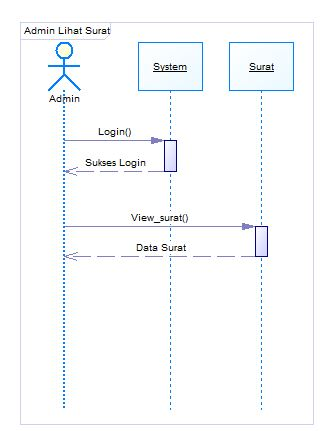 Admin Lihat Surat
Admin
System
Surat
Login()
Sukses Login
View_surat()
Data Surat